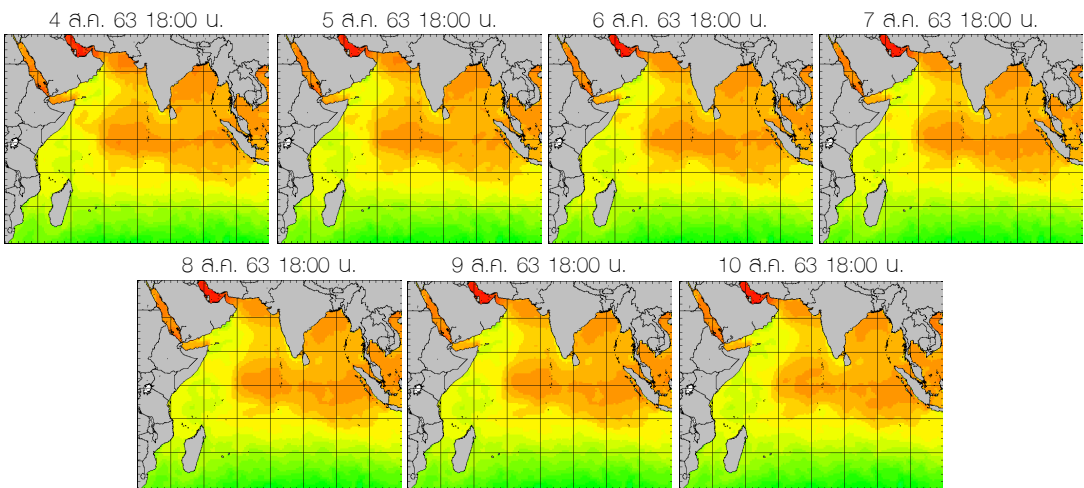 4 ส.ค. 63 18:00 น.
5 ส.ค. 63 18:00 น.
6 ส.ค. 63 18:00 น.
7 ส.ค. 63 18:00 น.
8 ส.ค. 63 18:00 น.
9 ส.ค. 63 18:00 น.
10 ส.ค. 63 18:00 น.